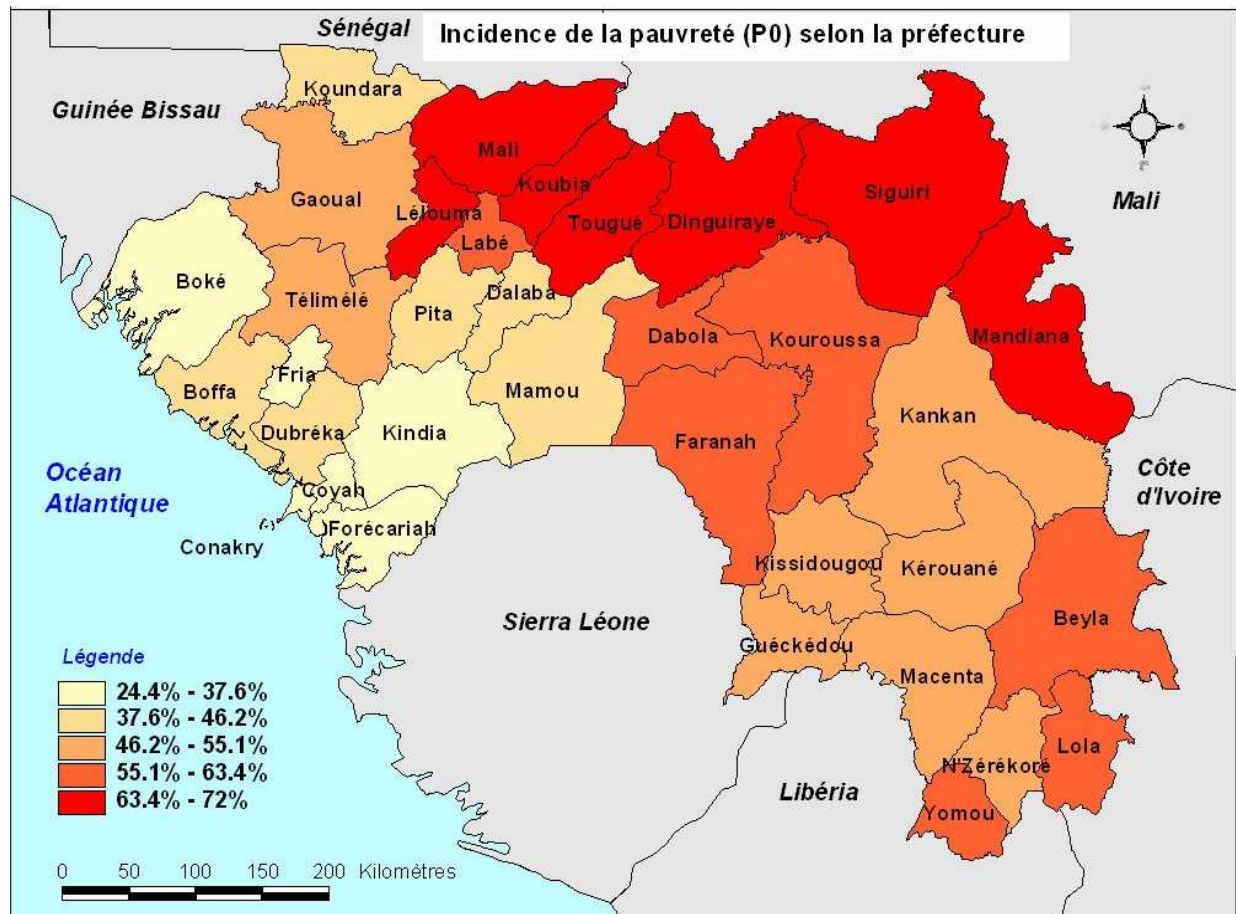 Incidence de la pauvreté (P0) selon la préfecture
Sénégal
Koundara
Guinée Bissau
Mali
Koubia
Siguiri
Mali
Gaoual
Lélouma
Tougué
Dinguiraye
Labé
Boké
Télimélé
Pita
Dalaba
Dabola
Kouroussa
Mandiana
Fria
Boffa
Mamou
Kankan
Dubréka
Kindia
Faranah
Océan
Atlantique
Côte
d'Ivoire
Coyah
Forécariah
Conakry
Kissidougou
Kérouané
Sierra Léone
Beyla
Guéckédou
Macenta
Lola
N'Zérékoré
Libéria
Yomou
Légende
24.4% - 37.6%
37.6% - 46.2%
46.2% - 55.1%
55.1% - 63.4%
63.4% - 72%
0 50 100 150 200 Kilomètres